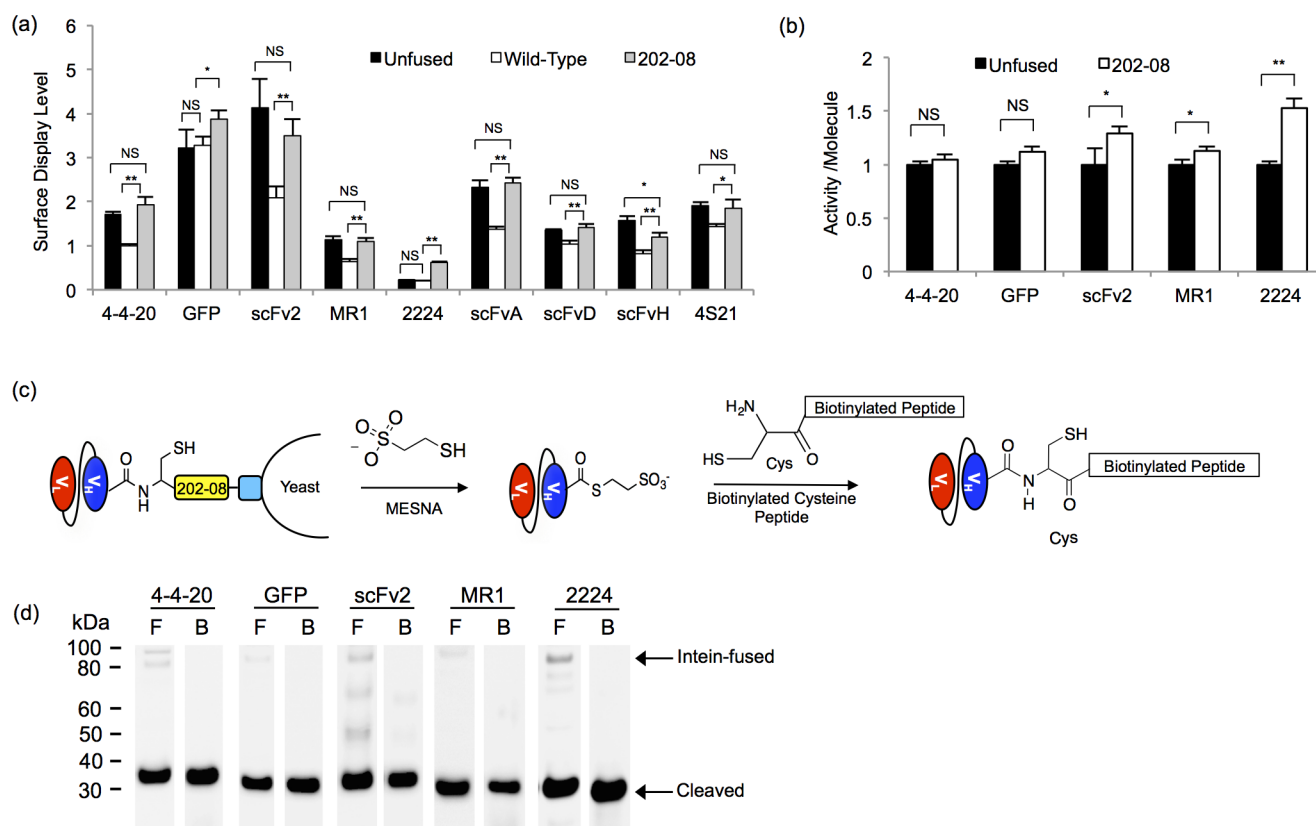 (a)
Surface Display Level
6
5
4
3
2
1
0
Unfused Wild-Type 202-08
NS
**
NS
*
NS
**
NS
**
NS
**
NS
**
NS
**
*
**
NS
*
4-4-20 GFP scFv2 MR1 2224 scFvA scFvD scFvH 4S21
(b)
Activity /Molecule
2
1.5
1
0.5
0
Unfused 202-08
NS
NS
*
*
**
4-4-20 GFP scFv2 MR1 2224
(c)
VL VH O N H SH 202-08 Yeast
O O S O − SH
MESNA
VL VH O S SO3-
H2N O HS Cys Biotinylated Peptide
Biotinylated Cysteine
Peptide
VL VH O N H SH O Biotinylated Peptide
Cys
(d)
4-4-20 GFP scFv2 MR1 2224
kDa F B F B F B F B F B
100
80
60
50
40
30
Intein-fused
Cleaved